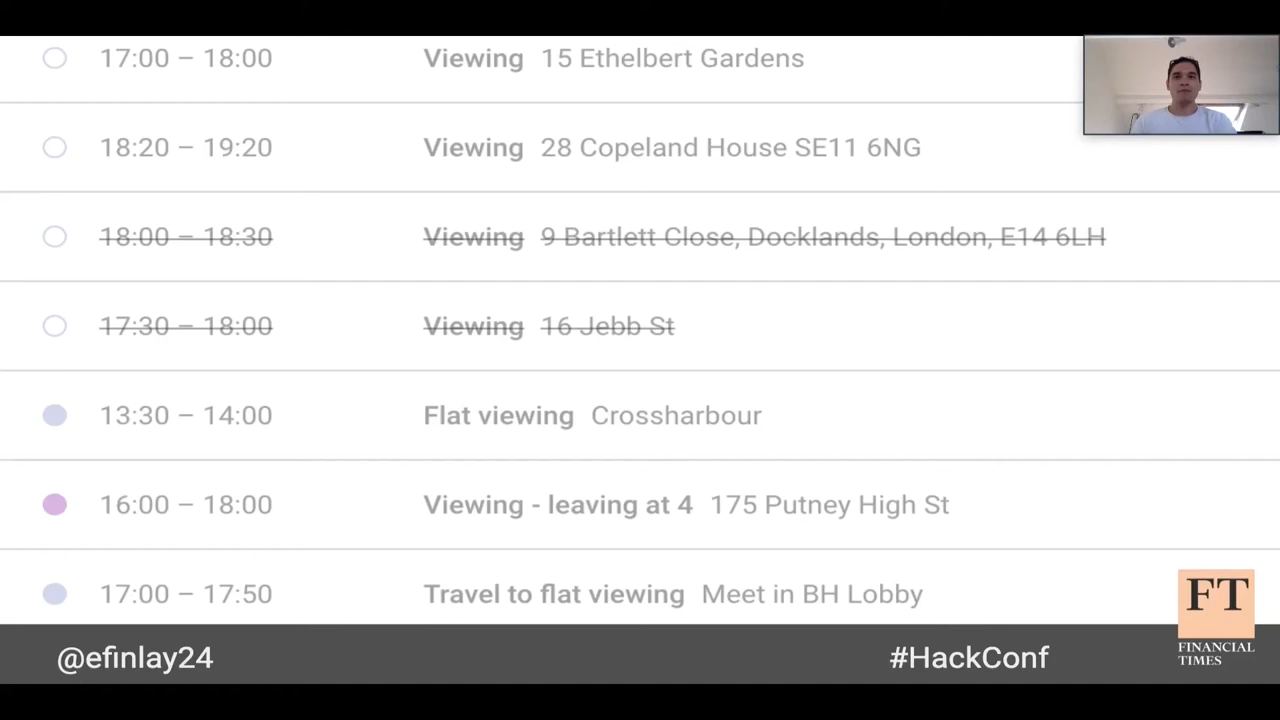 17:00 – 18:00 Viewing 15 Ethelbert Gardens
18:20 – 19:20 Viewing 28 Copeland House SE11 6NG
18:00 – 18:30 Viewing 9 Bartlett Close, Docklands, London, E14 6LH
17:30 – 18:00 Viewing 16 Jebb St
13:30 – 14:00 Flat viewing Crossharbour
16:00 – 18:00 Viewing - leaving at 4 175 Putney High St
17:00 – 17:50 Travel to flat viewing Meet in BH Lobby
@efinlay24 #HackConf
FT
FINANCIAL
TIMES